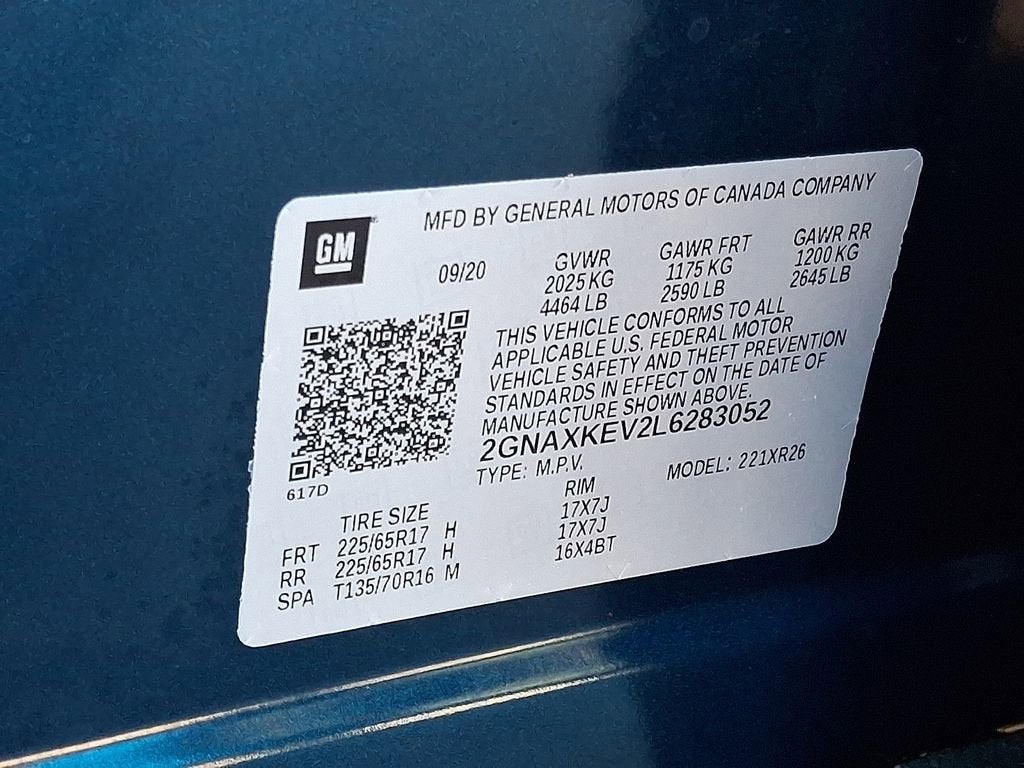 GM
MFD BY GENERAL MOTORS OF CANADA COMPANY
09/20
GVWR
2025 KG
4464 LB
GAWR FRT
1175 KG
2590 LB
GAWR RR
1200 KG
2645 LB
THIS VEHICLE CONFORMS TO ALL
APPLICABLE U.S. FEDERAL MOTOR
VEHICLE SAFETY AND THEFT PREVENTION
STANDARDS IN EFFECT ON THE DATE OF
MANUFACTURE SHOWN ABOVE.
2GNAXKEV2L6283052
TYPE: M.P.V.
MODEL: 221XR26
617D
TIRE SIZE
RIM
FRT 225/65R17 H 17X7J
RR 225/65R17 H 17X7J
SPA T135/70R16 M 16X4BT